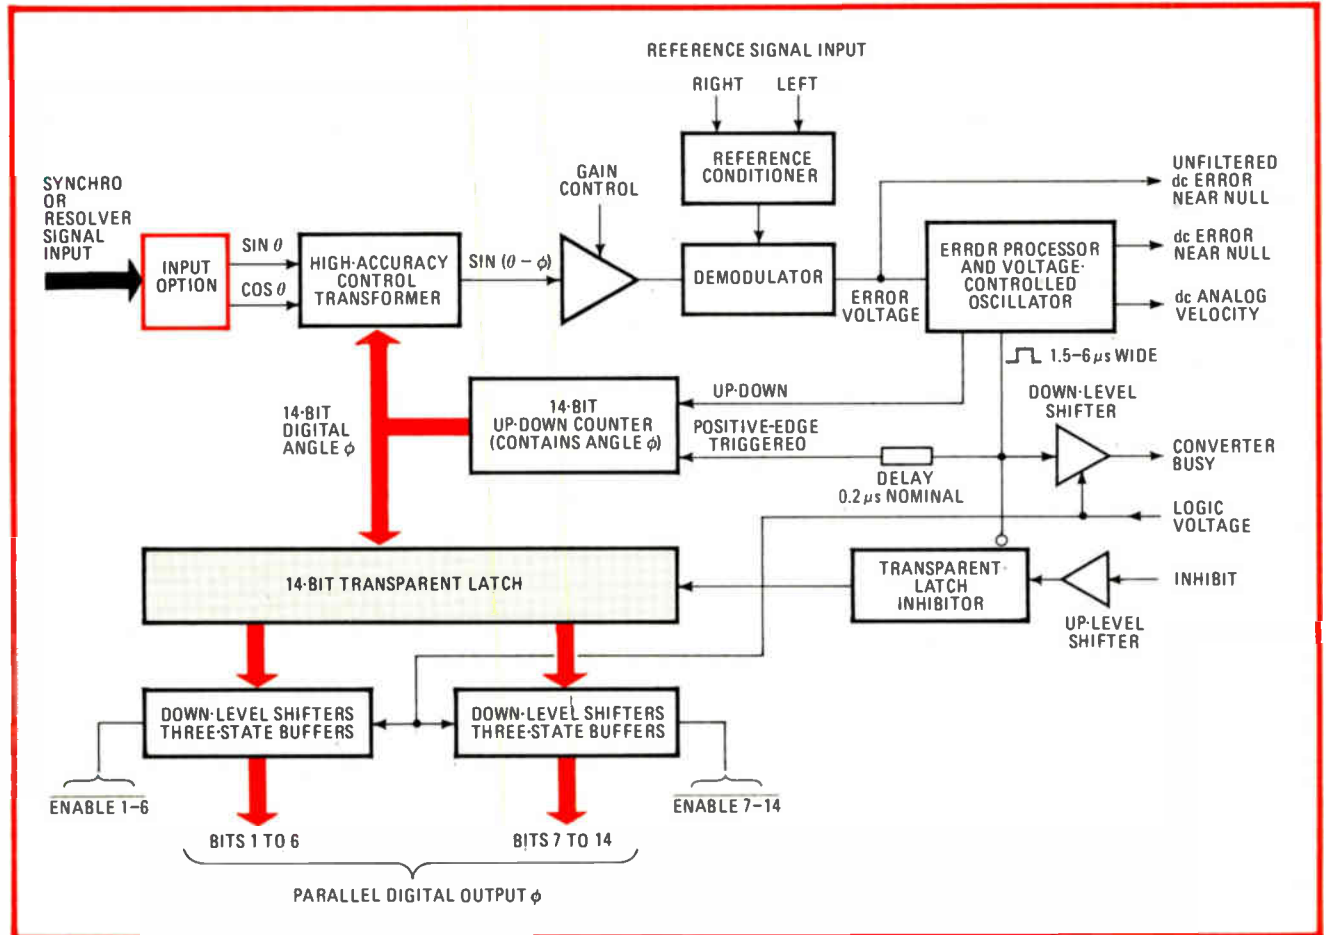 REFERENCE SIGNAL INPUT
RIGHT LEFT
REFERENCE
CONDITIONER
GAIN
CONTROL
SYNCHRO
OR
RESOLVER
SIGNAL
INPUT
INPUT
OPTION
SIN θ
COS θ
HIGH-ACCURACY
CONTROL
TRANSFORMER
SIN (θ - ϕ)
DEMODULATOR
ERROR
VOLTAGE
ERROR PROCESSOR
AND VOLTAGE-
CONTROLLED
OSCILLATOR
UNFILTERED
dc ERROR
NEAR NULL
dc ERROR
NEAR NULL
dc ANALOG
VELOCITY
1.5–6 μs WIDE
14-BIT
DIGITAL
ANGLE ϕ
14-BIT
UP-DOWN COUNTER
(CONTAINS ANGLE ϕ)
UP-DOWN
POSITIVE-EDGE
TRIGGERED
DELAY
0.2 μs NOMINAL
DOWN-LEVEL
SHIFTER
CONVERTER
BUSY
LOGIC
VOLTAGE
14-BIT TRANSPARENT LATCH
TRANSPARENT-
LATCH
INHIBITOR
INHIBIT
UP-LEVEL
SHIFTER
DOWN-LEVEL SHIFTERS
THREE-STATE BUFFERS
DOWN-LEVEL SHIFTERS
THREE-STATE BUFFERS
ENABLE 1–6
ENABLE 7–14
BITS 1 TO 6
BITS 7 TO 14
PARALLEL DIGITAL OUTPUT ϕ